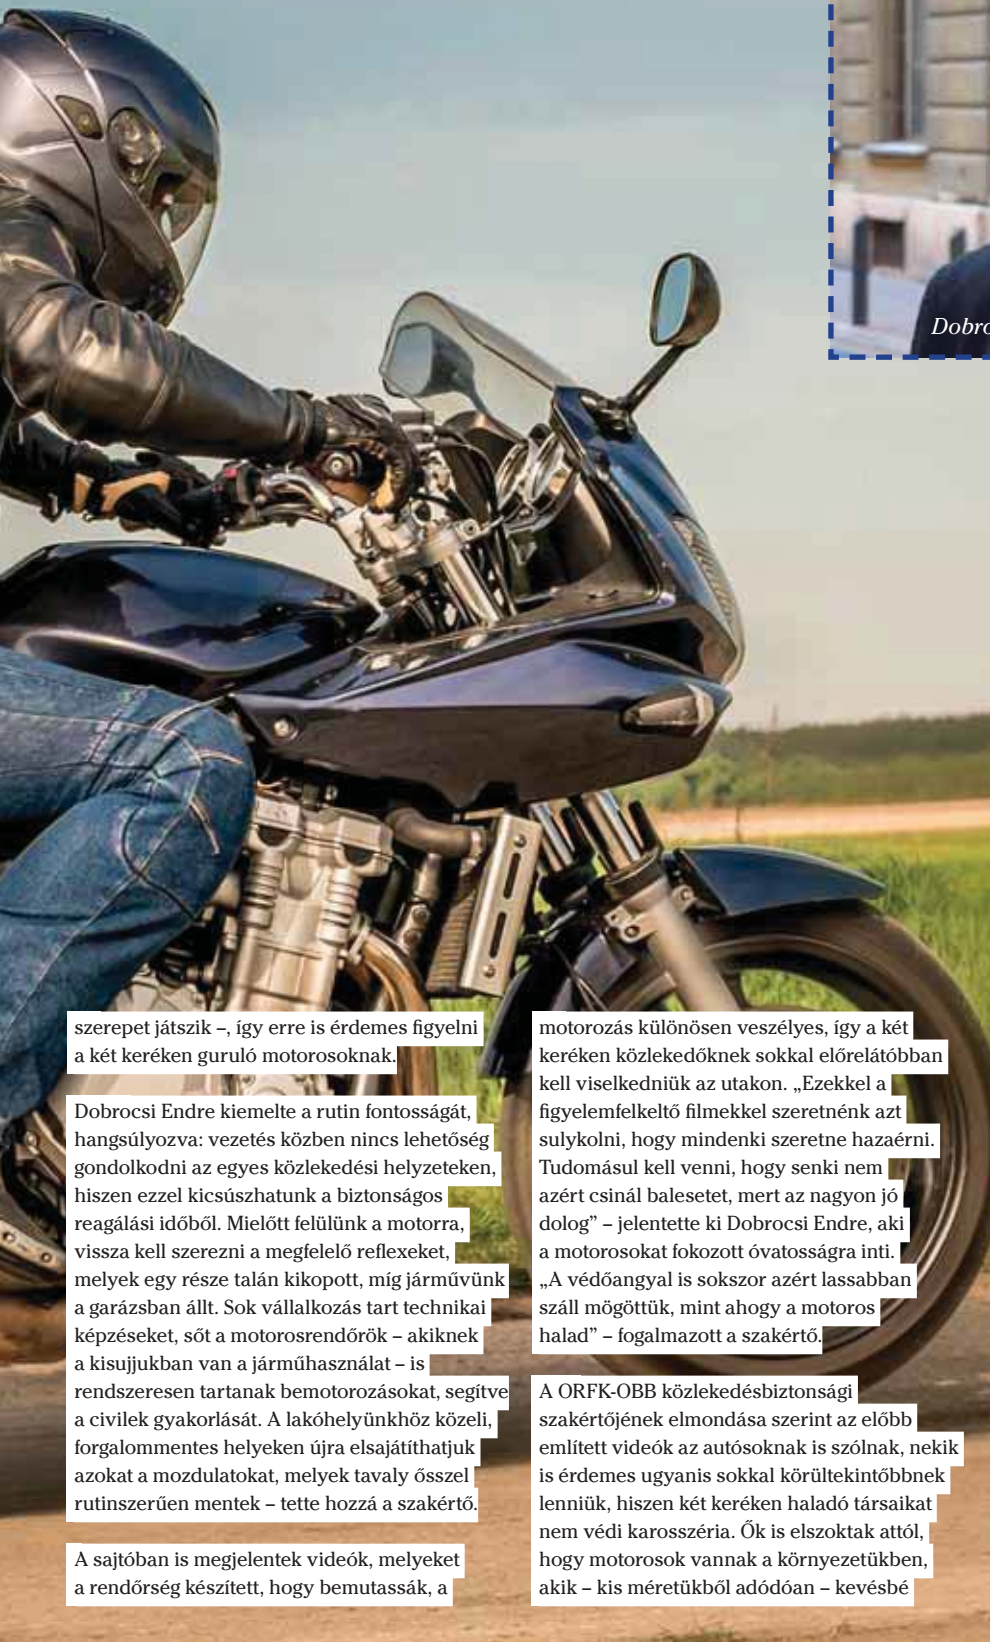 szerepet játszik –, így erre is érdemes figyelni
a két keréken guruló motorosoknak.
Dobrocsi Endre kiemelte a rutin fontosságát,
hangsúlyozva: vezetés közben nincs lehetőség
gondolkodni az egyes közlekedési helyzeteken,
hiszen ezzel kicsúszhatunk a biztonságos
reagálási időből. Mielőtt felülünk a motorra,
vissza kell szerezni a megfelelő reflexeket,
melyek egy része talán kikopott, míg járművünk
a garázsban állt. Sok vállalkozás tart technikai
képzéseket, sőt a motorosrendőrök – akiknek
a kisujjukban van a járműhasználat – is
rendszeresen tartanak bemotorozásokat, segítve
a civilek gyakorlását. A lakóhelyünkhöz közeli,
forgalommentes helyeken újra elsajátíthatjuk
azokat a mozdulatokat, melyek tavaly ősszel
rutinszerűen mentek – tette hozzá a szakértő.
A sajtóban is megjelentek videók, melyeket
a rendőrség készített, hogy bemutassák, a
motorozás különösen veszélyes, így a két
keréken közlekedőknek sokkal előrelátóbban
kell viselkedniük az utakon. „Ezekkel a
figyelemfelkeltő filmekkel szeretnénk azt
sulykolni, hogy mindenki szeretne hazaérni.
Tudomásul kell venni, hogy senki nem
azért csinál balesetet, mert az nagyon jó
dolog” – jelentette ki Dobrocsi Endre, aki
a motorosokat fokozott óvatosságra inti.
„A védőangyal is sokszor azért lassabban
száll mögöttük, mint ahogy a motoros
halad” – fogalmazott a szakértő.
A ORFK-OBB közlekedésbiztonsági
szakértőjének elmondása szerint az előbb
említett videók az autósoknak is szólnak, nekik
is érdemes ugyanis sokkal körültekintőbbnek
lenniük, hiszen két keréken haladó társaikat
nem védi karosszéria. Ők is elszoktak attól,
hogy motorosok vannak a környezetükben,
akik – kis méretükből adódóan – kevésbé